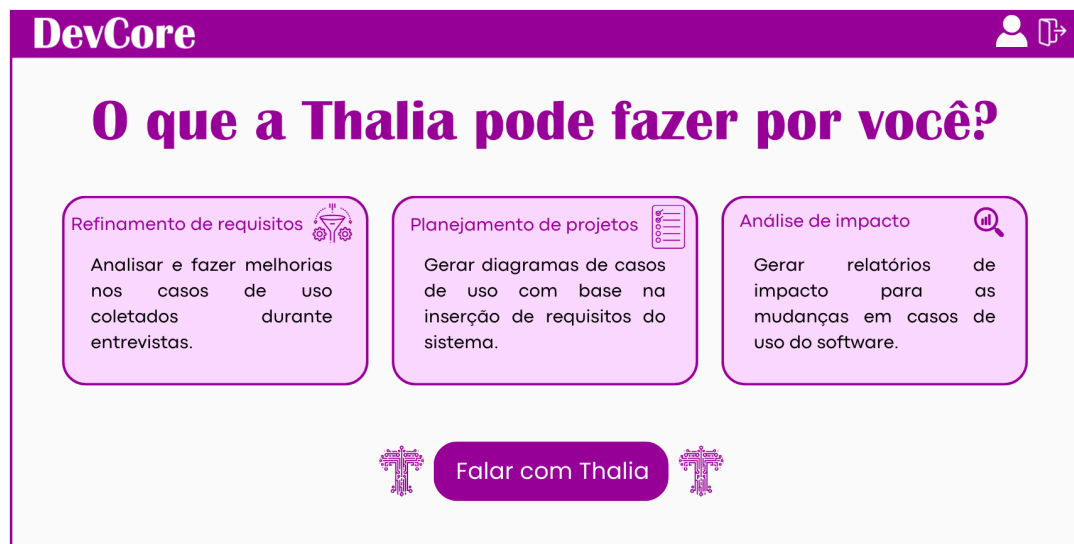 DevCore
O que a Thalia pode fazer por você?
Refinamento de requisitos
Analisar e fazer melhorias
nos casos de uso
coletados durante
entrevistas.
Planejamento de projetos
Gerar diagramas de casos
de uso com base na
inserção de requisitos do
sistema.
Análise de impacto
Gerar relatórios de
impacto para as
mudanças em casos de
uso do software.
Falar com Thalia